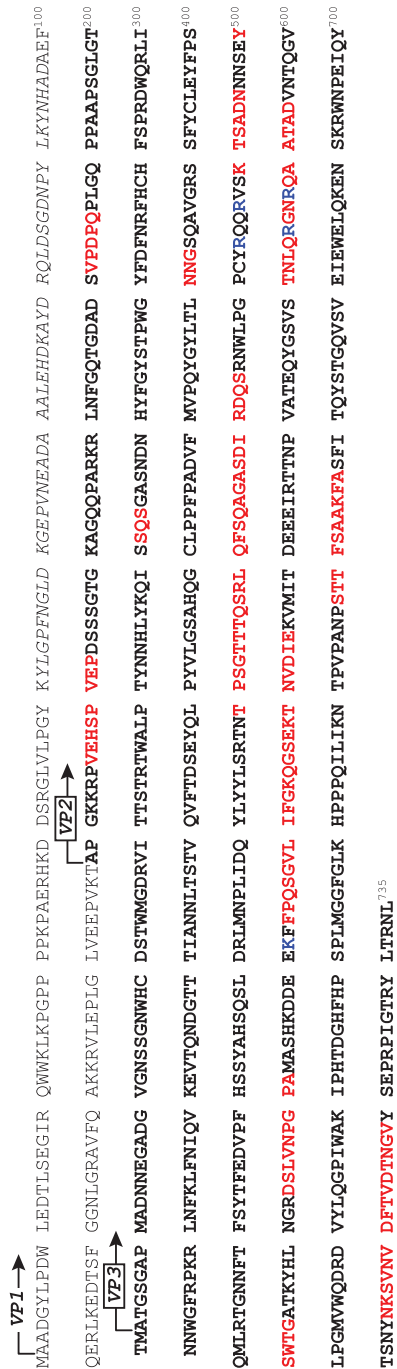 VP1
MAADGYLPDW LEDTLSEGIR QWWKLKPGPP PPKPAERHKD DSRGLVLPGY KYLGPFNGLD KGEPVNEADA AALEHDKAYD RQLDSGDNPY LKYNHADAEF 100
VP2
QERLKEDTSF GGNLGRAVFQ AKKRVLEPLG LVEEPVKTAP GKKRPVEHSP VEPDSSSGTG KAGQQPARKR LNFGQTGDAD SVPDPQPLGQ PPAAPSGLGT 200
VP3
TMATGSGAP MADNNEGADG VGNSSGNWHC DSTWMGDRVI TTSTRTWALP TYNNHLYKQI SSQSGASNDN HYFGYSTPWG YFDFNRFHCH FSPRDWQRLI 300
NNWGFRPKR LNFKLFNIQV KEVTQNDGTT TIANNLTSTV QVFTDSEYQL PYVLGSAHQG CLPPFPADVF MVPQYGYLTL NNGSQAVGRS SFYCLEYFPS 400
QMLRTGNNFT FSYTFEDVPF HSSYAHSQSL DRLMNPLIDQ YLYYLSRTNT PSGTTTQSRL QFSQAGASDI RDQSRNWLPG PCYRQQRVSK TSADNNNSEY 500
SWTGATKYHL NGRDSLVNPG PAMASHKDDE EKFFPQSGVL IFGKQGSEKT NVDIEKVMIT DEEEIRTTNP VATEQYGSVS TNLQRGNRQA ATADVNTQGV 600
LPGMVWQDRD VYLQGPIWAK IPHTDGHFHP SPLMGGFGLK HPPPQILIKN TPVPANPSTT FSAAKFASFI TQYSTGQVSV EIEWELQKEN SKRWNPEIQY 700
TSNYNKSVNV DFTVDTNGVY SEPRPIGTRY LTRNL 735